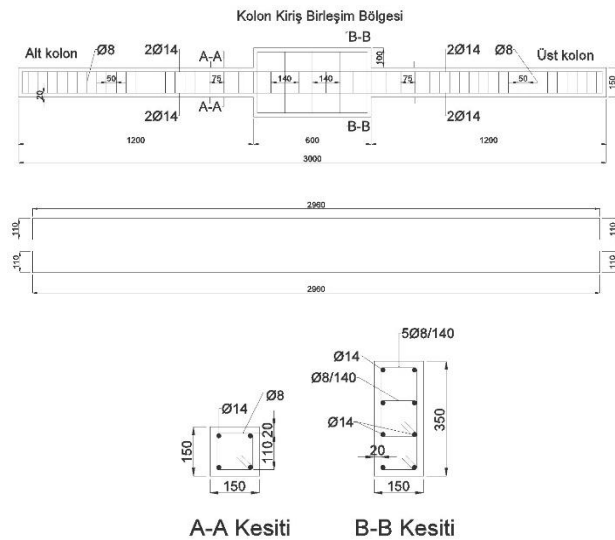 Kolon Kiriş Birleşim Bölgesi
B-B
Alt kolon Ø8 2Ø14 A-A 100 2Ø14 Ø8 Üst kolon
50 75 140 140 75 50 150
20 A-A
2Ø14 B-B 2Ø14
1200 600 1200
3000
2960
110 110
110 110
2960
5Ø8/140
Ø14
Ø8/140
Ø14 Ø8
Ø14
150 110 20 20 350
150 150
A-A Kesiti B-B Kesiti